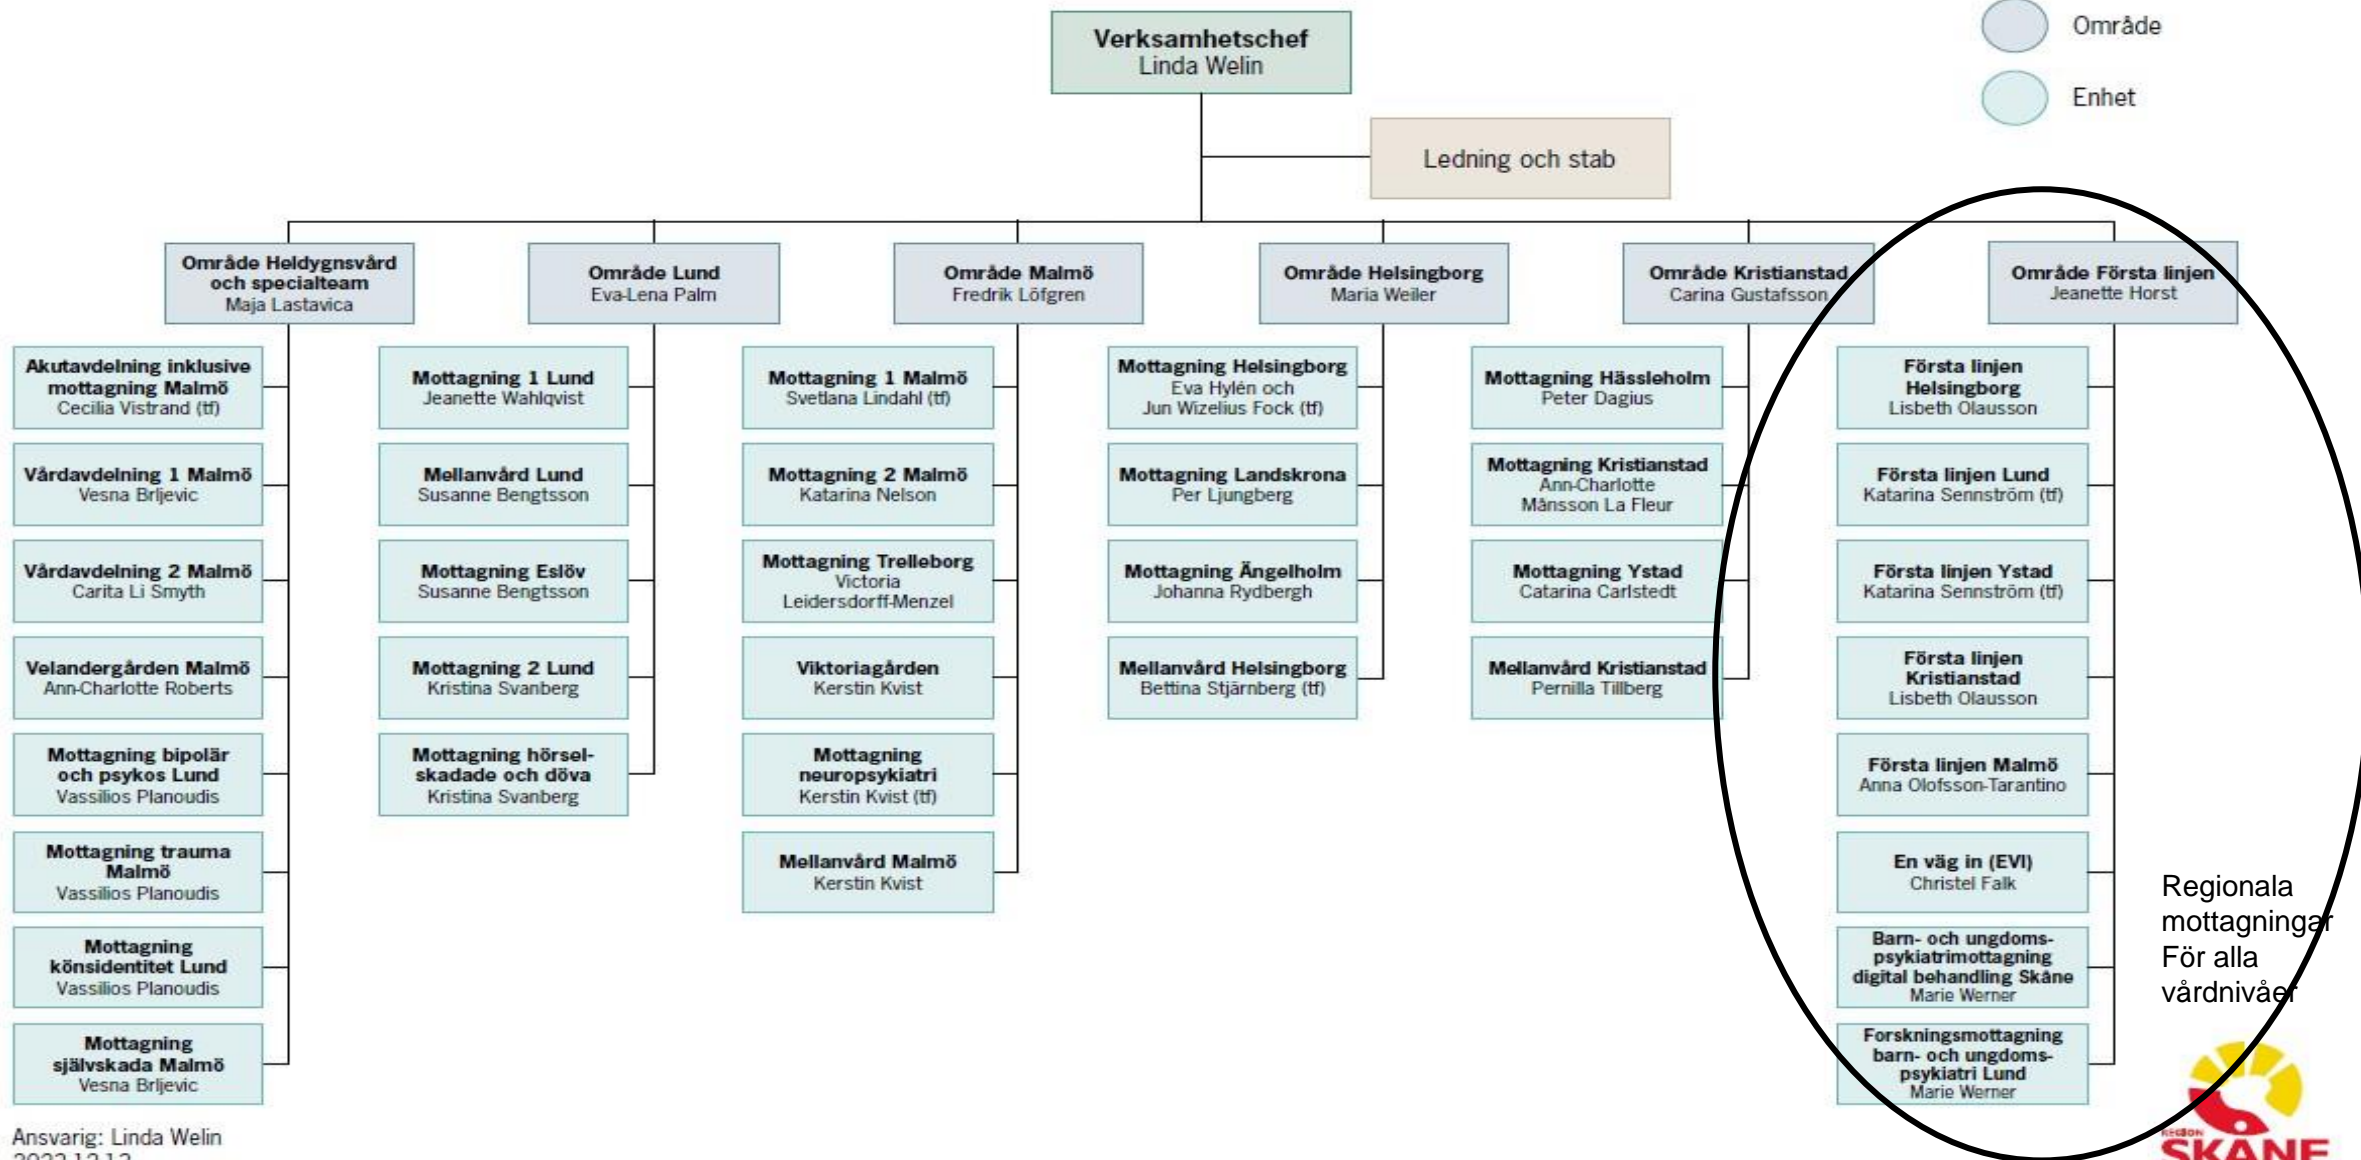 Verksamhetschef
Linda Welin
Område
Enhet
Ledning och stab
Område Heldygnsvård
och specialteam
Maja Lastavica
Område Lund
Eva-Lena Palm
Område Malmö
Fredrik Löfgren
Område Helsingborg
Maria Weiler
Område Kristianstad
Carina Gustafsson
Område Första linjen
Jeanette Horst
Akutavdelning inklusive
mottagning Malmö
Cecilia Vistrand (tf)
Vårdavdelning 1 Malmö
Vesna Brljevic
Vårdavdelning 2 Malmö
Carita Li Smyth
Velandergården Malmö
Ann-Charlotte Roberts
Mottagning bipolär
och psykos Lund
Vassilios Planoudis
Mottagning trauma
Malmö
Vassilios Planoudis
Mottagning
könsidentitet Lund
Vassilios Planoudis
Mottagning
självskada Malmö
Vesna Brljevic
Mottagning 1 Lund
Jeanette Wahlqvist
Mellanvård Lund
Susanne Bengtsson
Mottagning Eslöv
Susanne Bengtsson
Mottagning 2 Lund
Kristina Svanberg
Mottagning hörsel-
skadade och döva
Kristina Svanberg
Mottagning 1 Malmö
Svetlana Lindahl (tf)
Mottagning 2 Malmö
Katarina Nelson
Mottagning Trelleborg
Victoria
Leidersdorff-Menzel
Viktoriagården
Kerstin Kvist
Mottagning
neuropsykiatri
Kerstin Kvist (tf)
Mellanvård Malmö
Kerstin Kvist
Mottagning Helsingborg
Eva Hylén och
Jun Wizelius Fock (tf)
Mottagning Landskrona
Per Ljungberg
Mottagning Ängelholm
Johanna Rydbergh
Mellanvård Helsingborg
Bettina Stjärnberg (tf)
Mottagning Hässleholm
Peter Dagius
Mottagning Kristianstad
Ann-Charlotte
Månsson La Fleur
Mottagning Ystad
Catarina Carlstedt
Mellanvård Kristianstad
Pernilla Tillberg
Första linjen
Helsingborg
Lisbeth Olausson
Första linjen Lund
Katarina Sennström (tf)
Första linjen Ystad
Katarina Sennström (tf)
Första linjen
Kristianstad
Lisbeth Olausson
Första linjen Malmö
Anna Olofsson-Tarantino
En väg in (EVI)
Christel Falk
Barn- och ungdoms-
psykiatrimottagning
digital behandling Skåne
Marie Werner
Forskningsmottagning
barn- och ungdoms-
psykiatri Lund
Marie Werner
Regionala
mottagningar
För alla
vårdnivåer
Ansvarig: Linda Welin
REGION
SKÅNE